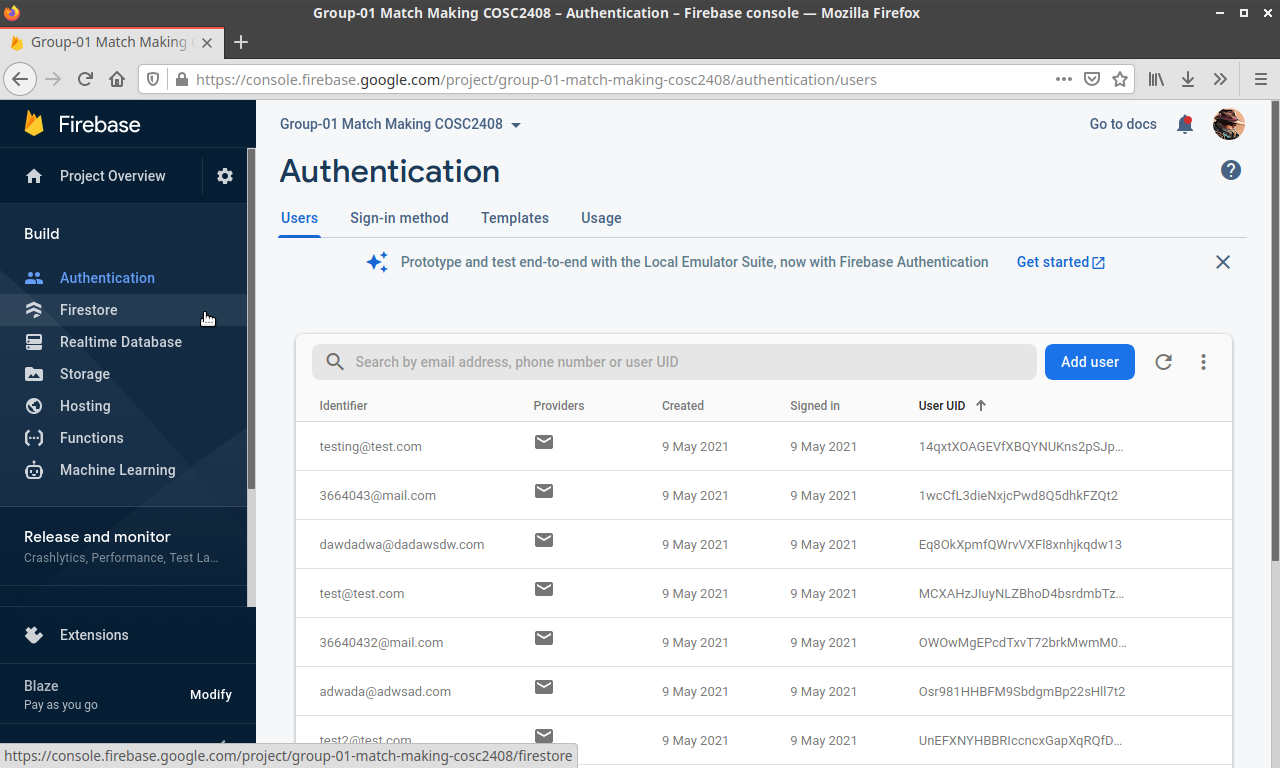 Group-01 Match Making COSC2408 – Authentication – Firebase console — Mozilla Firefox
Group-01 Match Making
https://console.firebase.google.com/project/group-01-match-making-cosc2408/authentication/users
Firebase
Project Overview
Build
Authentication
Firestore
Realtime Database
Storage
Hosting
Functions
Machine Learning
Release and monitor
Crashlytics, Performance, Test La...
Extensions
Blaze
Pay as you go
Modify
Group-01 Match Making COSC2408
Go to docs
Authentication
Users Sign-in method Templates Usage
Prototype and test end-to-end with the Local Emulator Suite, now with Firebase Authentication Get started
Search by email address, phone number or user UID
Add user
Identifier Providers Created Signed in User UID
testing@test.com 9 May 2021 9 May 2021 14qxtXOAGEVfXBQYNUKns2pSJp...
3664043@mail.com 9 May 2021 9 May 2021 1wcCfL3dieNxjcPwd8Q5dhkFZQt2
dawdadwa@dadawsdw.com 9 May 2021 9 May 2021 Eq8OkXpmfQWrvVXFl8xnhjkqdw13
test@test.com 9 May 2021 9 May 2021 MCXAHzJIuyNLZBhoD4bsrdmbTz...
36640432@mail.com 9 May 2021 9 May 2021 OWOwMgEPcdTxvT72brkMwmM0...
adwada@adwsad.com 9 May 2021 9 May 2021 Osr981HHBFM9SbdgmBp22sHll7t2
test2@test.com 9 May 2021 9 May 2021 UnEFXNYHBBRIccncxGapXqRQfD...
https://console.firebase.google.com/project/group-01-match-making-cosc2408/firestore